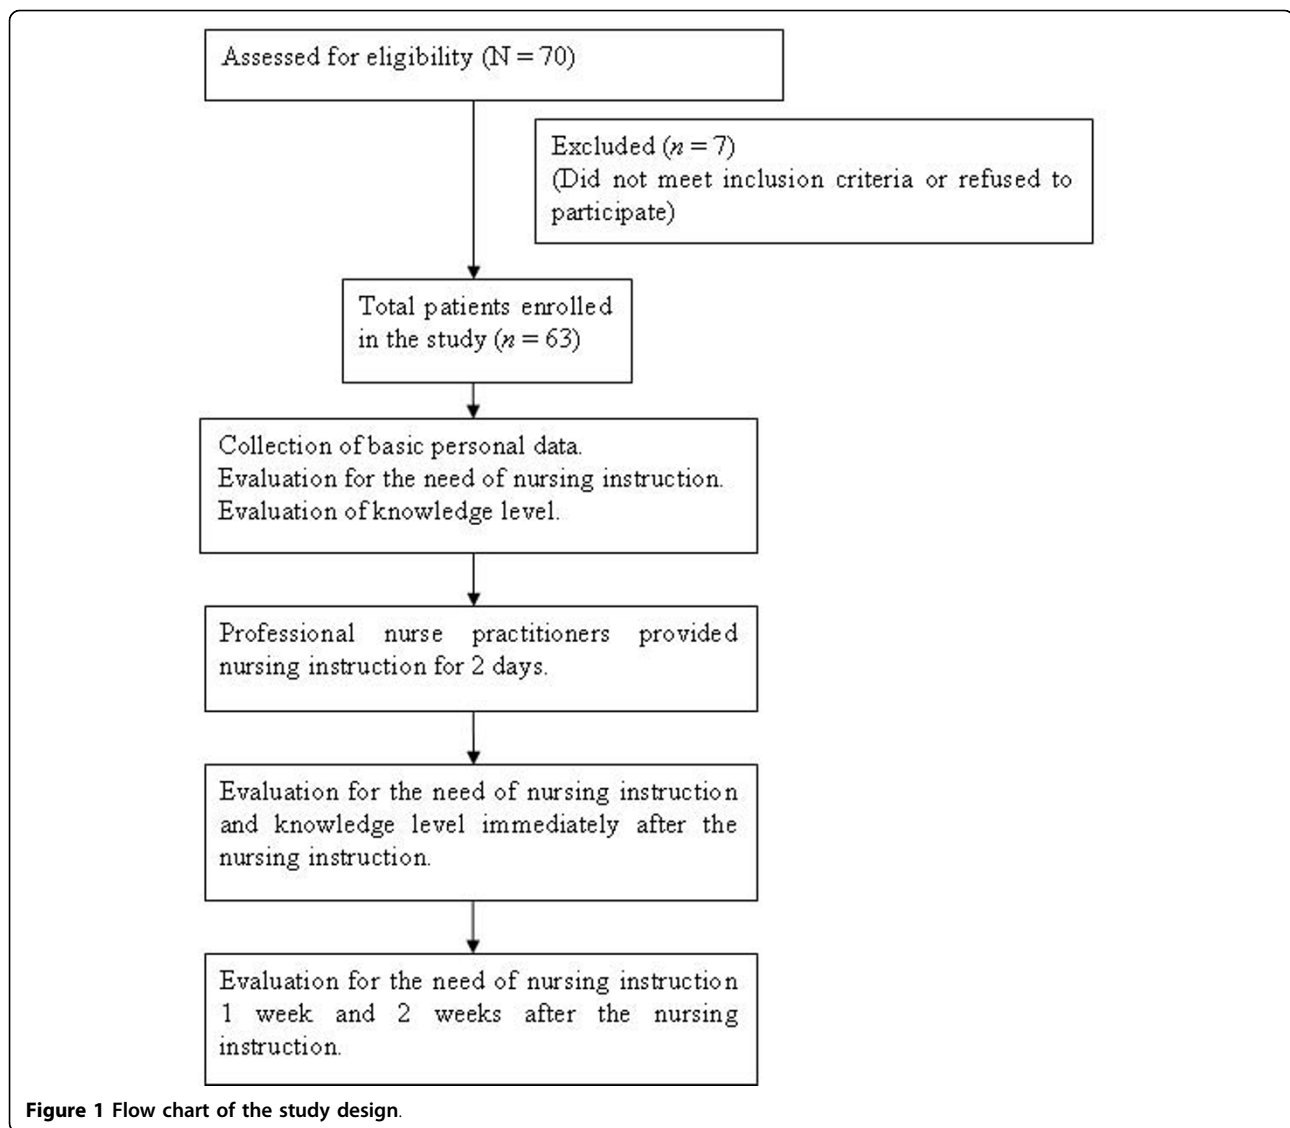 Assessed for eligibility (N = 70)
Excluded (n = 7)
(Did not meet inclusion criteria or refused to
participate)
Total patients enrolled
in the study (n = 63)
Collection of basic personal data.
Evaluation for the need of nursing instruction.
Evaluation of knowledge level.
Professional nurse practitioners provided
nursing instruction for 2 days.
Evaluation for the need of nursing instruction
and knowledge level immediately after the
nursing instruction.
Evaluation for the need of nursing instruction
1 week and 2 weeks after the nursing
instruction.
Figure 1 Flow chart of the study design.